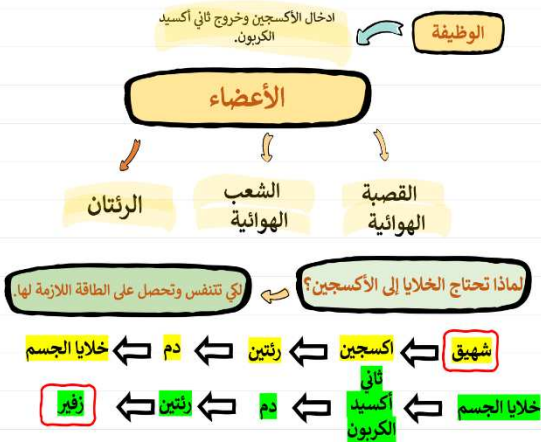 الوظيفة
ادخال الأكسجين وخروج ثاني أكسيد
الكربون.
الأعضاء
القصبة
الهوائية
الشعب
الهوائية
الرئتان
لماذا تحتاج الخلايا إلى الأكسجين؟
لكي تتنفس وتحصل على الطاقة اللازمة لها.
شهيق اكسجين رئتين دم خلايا الجسم
خلايا الجسم ثاني أكسيد الكربون دم رئتين زفير